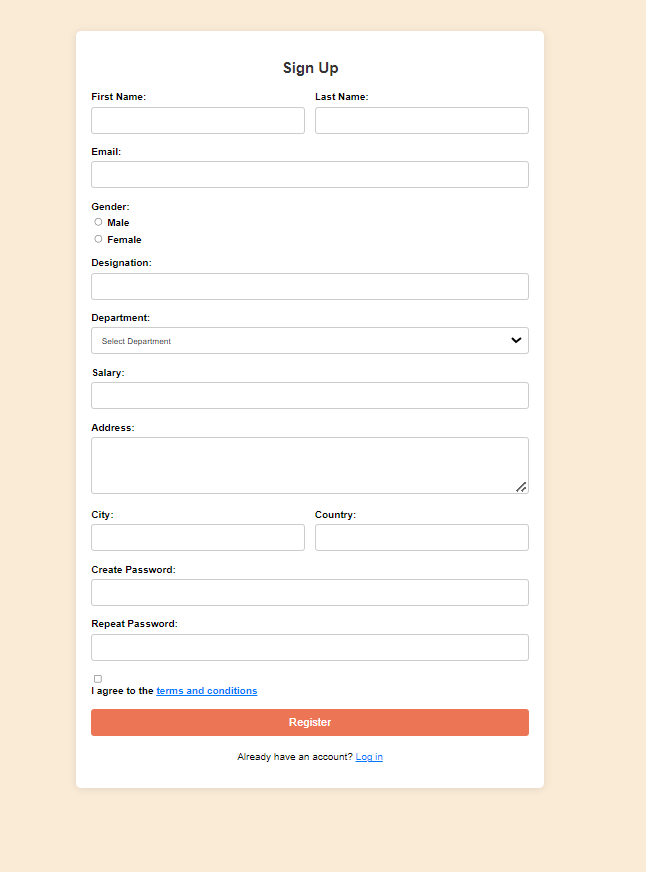 Sign Up
First Name: Last Name:
Email:
Gender:
Male
Female
Designation:
Department:
Select Department
Salary:
Address:
City: Country:
Create Password:
Repeat Password:
I agree to the terms and conditions
Register
Already have an account? Log in